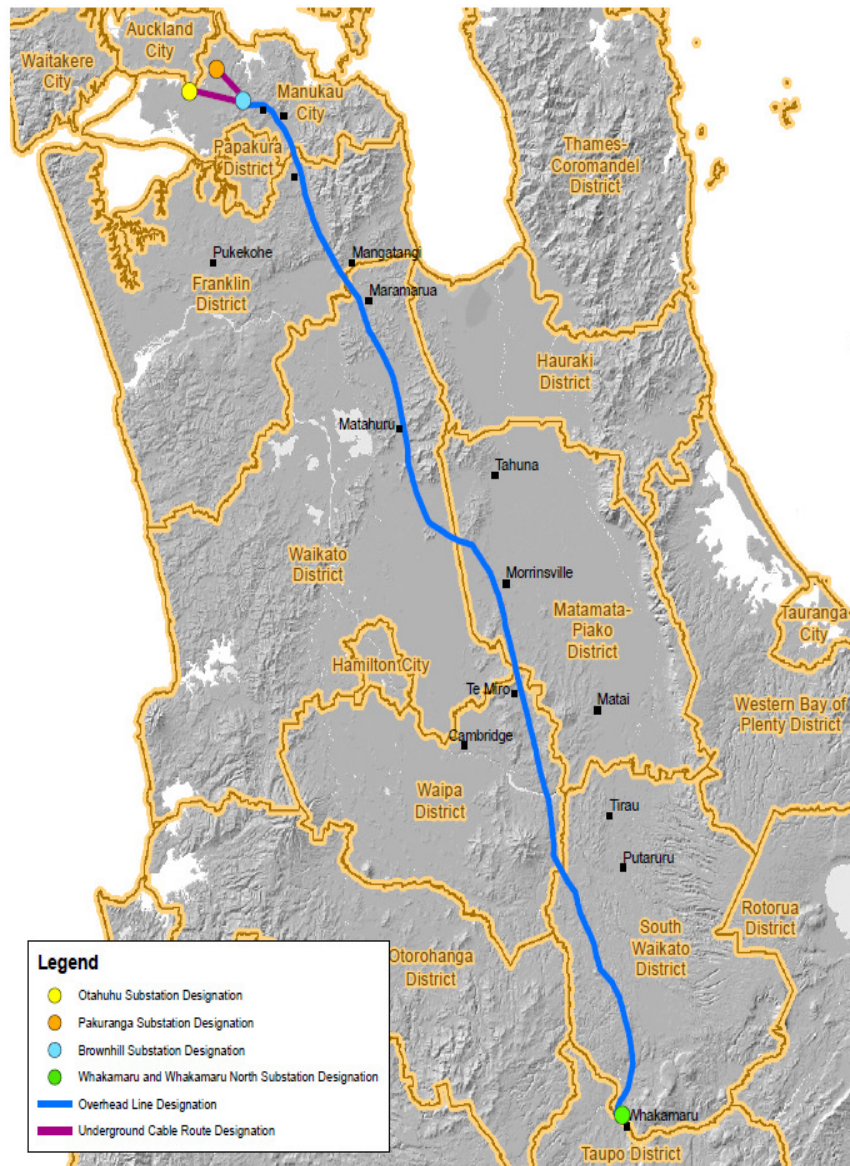 Auckland
City
Waitakere
City
Manukau
City
Papakura
District
Thames-
Coromandel
District
Pukekohe
Mangatangi
Franklin
District
Maramarua
Hauraki
District
Matahuru
Tahuna
Waikato
District
Morrinsville
Matamata-
Piako
District
Tauranga
City
Hamilton City
Te Miro
Matai
Western Bay of
Plenty District
Cambridge
Waipa
District
Tirau
Putaruru
Rotorua
District
South
Waikato
District
Otorohanga
District
Legend
Otahuhu Substation Designation
Pakuranga Substation Designation
Brownhill Substation Designation
Whakamaru and Whakamaru North Substation Designation
Overhead Line Designation
Underground Cable Route Designation
Whakamaru
Taupo District